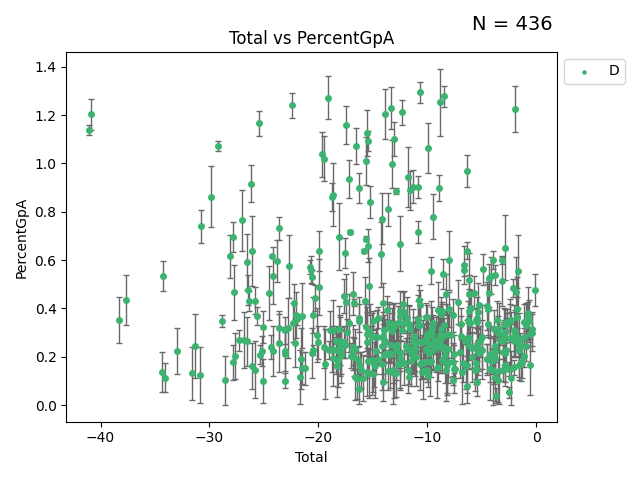 N = 436
Total vs PercentGpA
D
1.4
1.2
1.0
0.8
0.6
0.4
0.2
0.0
PercentGpA
−40 −30 −20 −10 0
Total